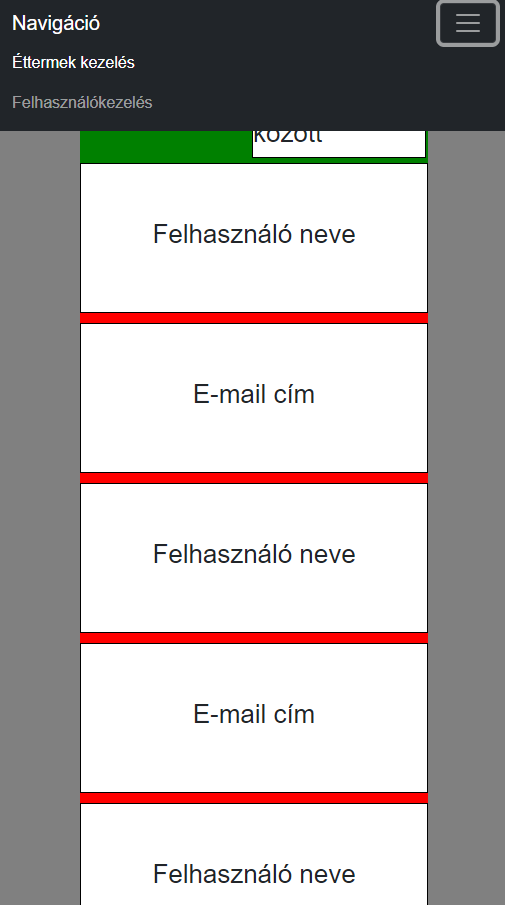 Navigáció
Éttermek kezelés
Felhasználókezelés
között
Felhasználó neve
E-mail cím
Felhasználó neve
E-mail cím
Felhasználó neve